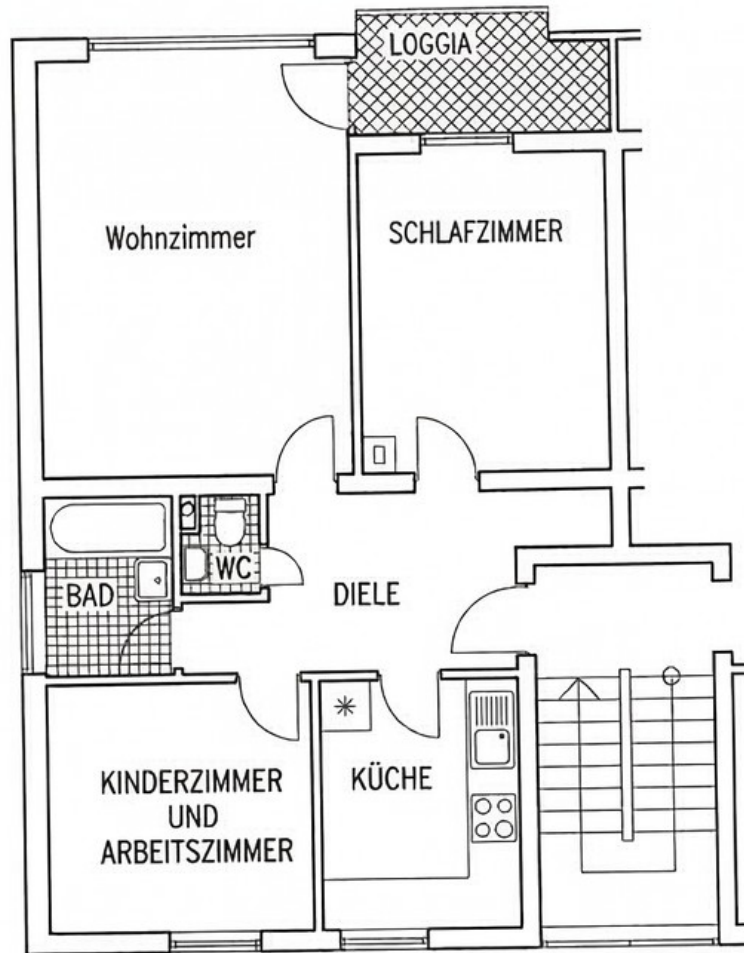 LOGGIA
Wohnzimmer
SCHLAFZIMMER
WC
BAD
DIELE
KINDERZIMMER
UND
ARBEITSZIMMER
KÜCHE